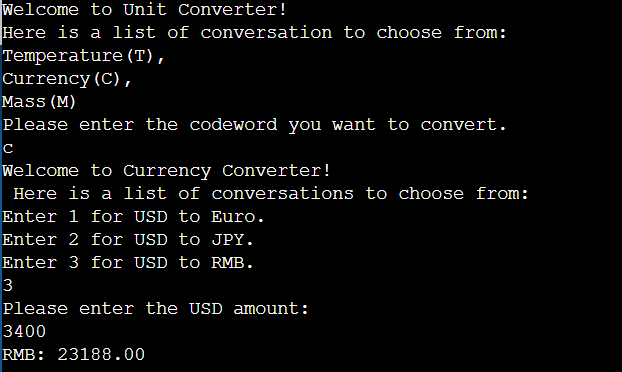 Welcome to Unit Converter!
Here is a list of conversation to choose from:
Temperature(T),
Currency(C),
Mass(M)
Please enter the codeword you want to convert.
c
Welcome to Currency Converter!
Here is a list of conversations to choose from:
Enter 1 for USD to Euro.
Enter 2 for USD to JPY.
Enter 3 for USD to RMB.
3
Please enter the USD amount:
3400
RMB: 23188.00